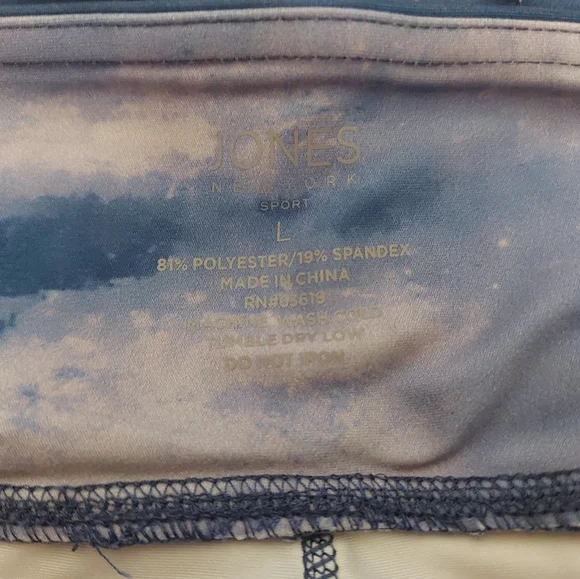 JONES
NEW YORK
SPORT
L
81% POLYESTER/19% SPANDEX
MADE IN CHINA
MACHINE WASH COLD
TUMBLE DRY LOW
DO NOT IRON